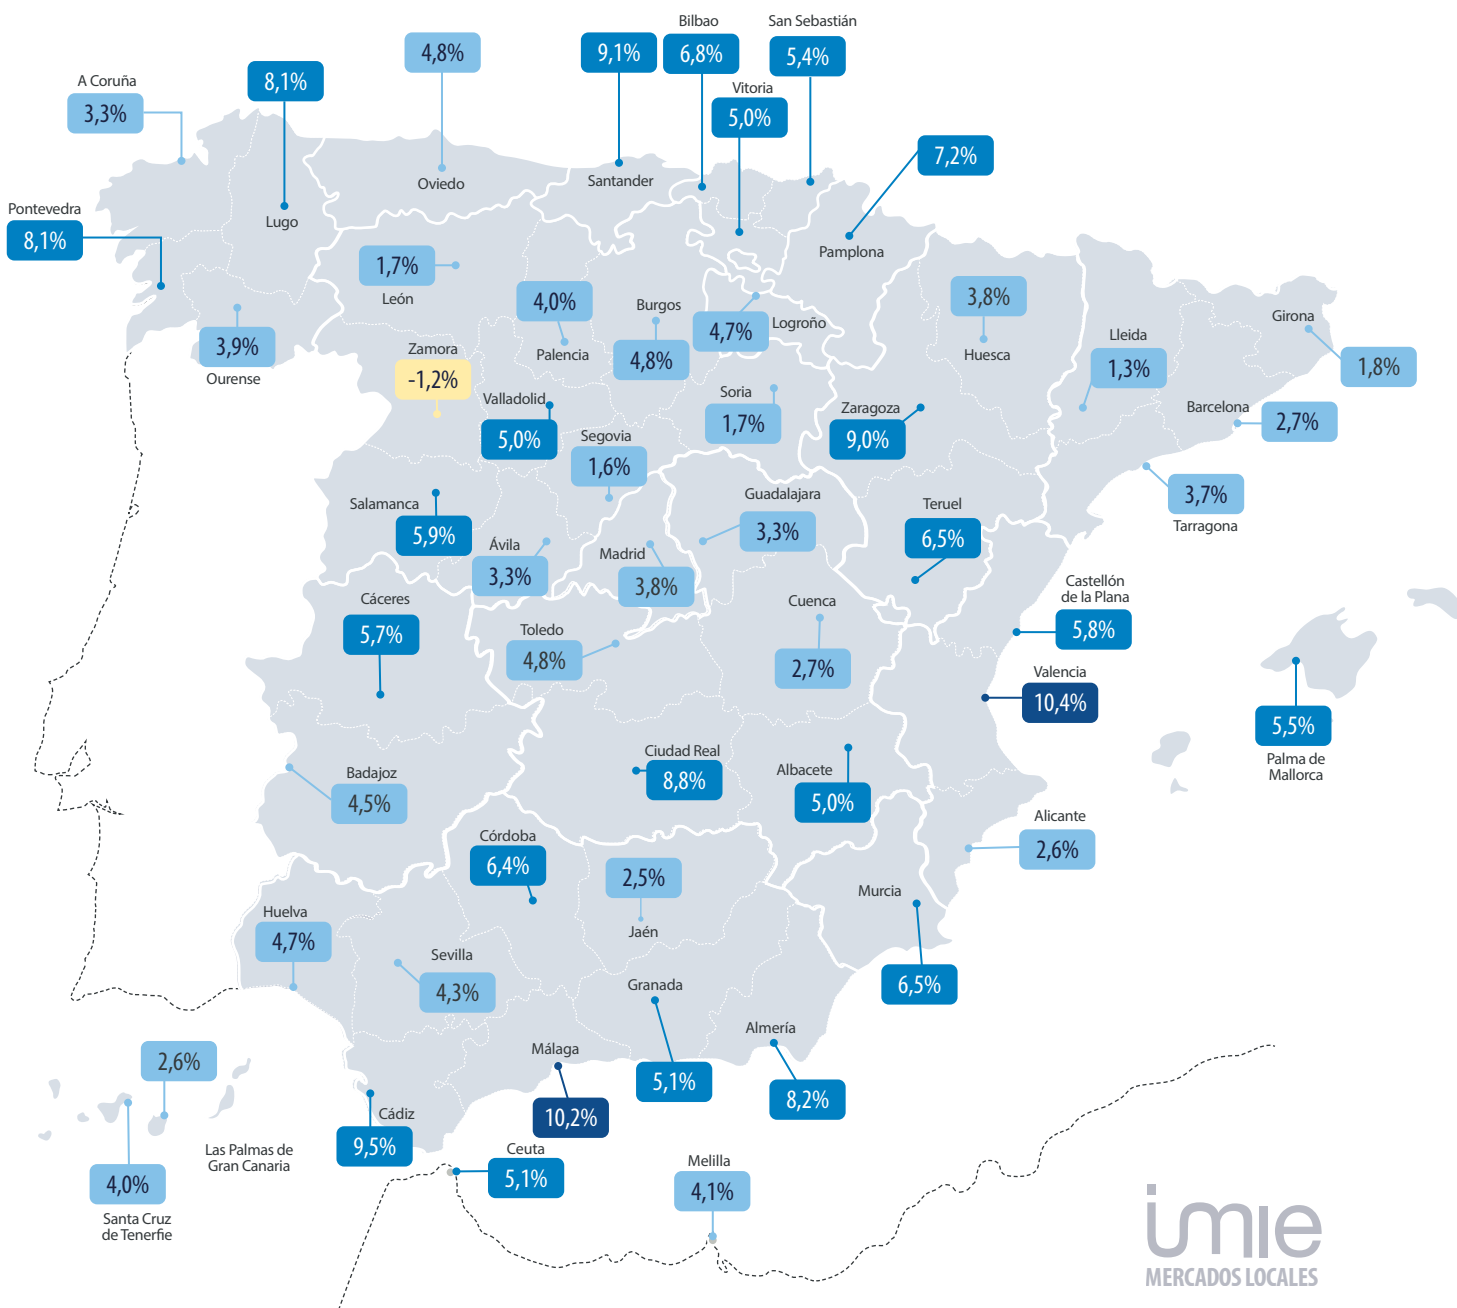 Bilbao
6,8%
San Sebastián
5,4%
4,8%
Oviedo
9,1%
Santander
A Coruña
3,3%
8,1%
Lugo
Vitoria
5,0%
7,2%
Pamplona
Pontevedra
8,1%
1,7%
León
4,0%
Palencia
Burgos
4,8%
4,7%
Logroño
3,8%
Huesca
Lleida
1,3%
Girona
1,8%
3,9%
Ourense
Zamora
-1,2%
Valladolid
5,0%
Soria
1,7%
Zaragoza
9,0%
Barcelona
2,7%
Segovia
1,6%
Salamanca
5,9%
Ávila
3,3%
Madrid
3,8%
Guadalajara
3,3%
Teruel
6,5%
3,7%
Tarragona
Cáceres
5,7%
Toledo
4,8%
Cuenca
2,7%
Castellón
de la Plana
5,8%
Valencia
10,4%
5,5%
Palma de
Mallorca
Badajoz
4,5%
Ciudad Real
8,8%
Albacete
5,0%
Alicante
2,6%
Córdoba
6,4%
2,5%
Jaén
Murcia
6,5%
Huelva
4,7%
Sevilla
4,3%
Granada
5,1%
Almería
8,2%
Málaga
10,2%
Cádiz
9,5%
2,6%
Las Palmas de
Gran Canaria
4,0%
Santa Cruz
de Tenerfie
Ceuta
5,1%
Melilla
4,1%
imie
MERCADOS LOCALES